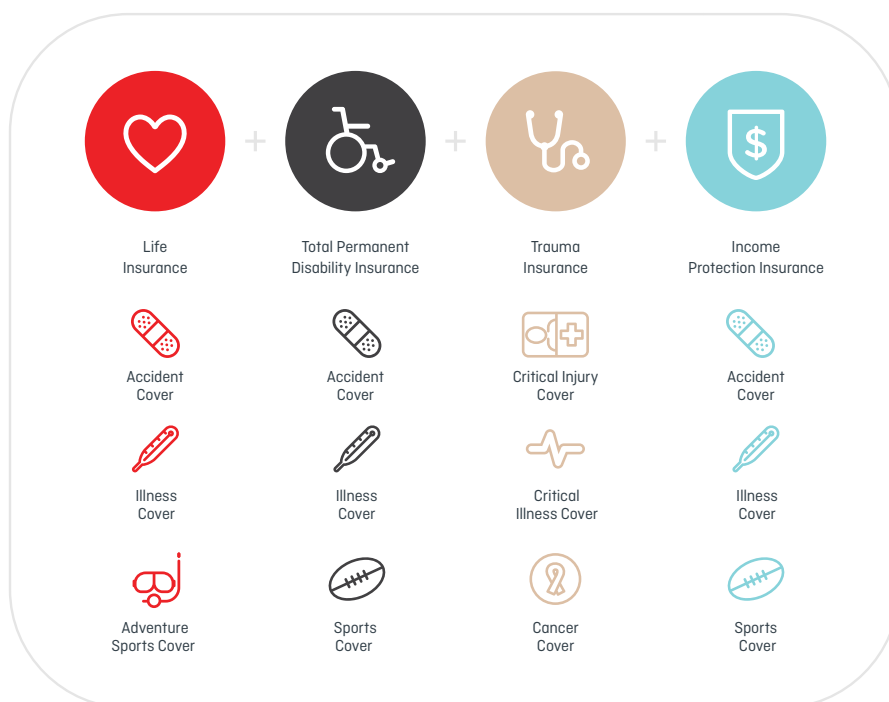 Life
Insurance
Total Permanent
Disability Insurance
Trauma
Insurance
Income
Protection Insurance
Accident
Cover
Accident
Cover
Critical Injury
Cover
Accident
Cover
Illness
Cover
Illness
Cover
Critical
Illness Cover
Illness
Cover
Adventure
Sports Cover
Sports
Cover
Cancer
Cover
Sports
Cover